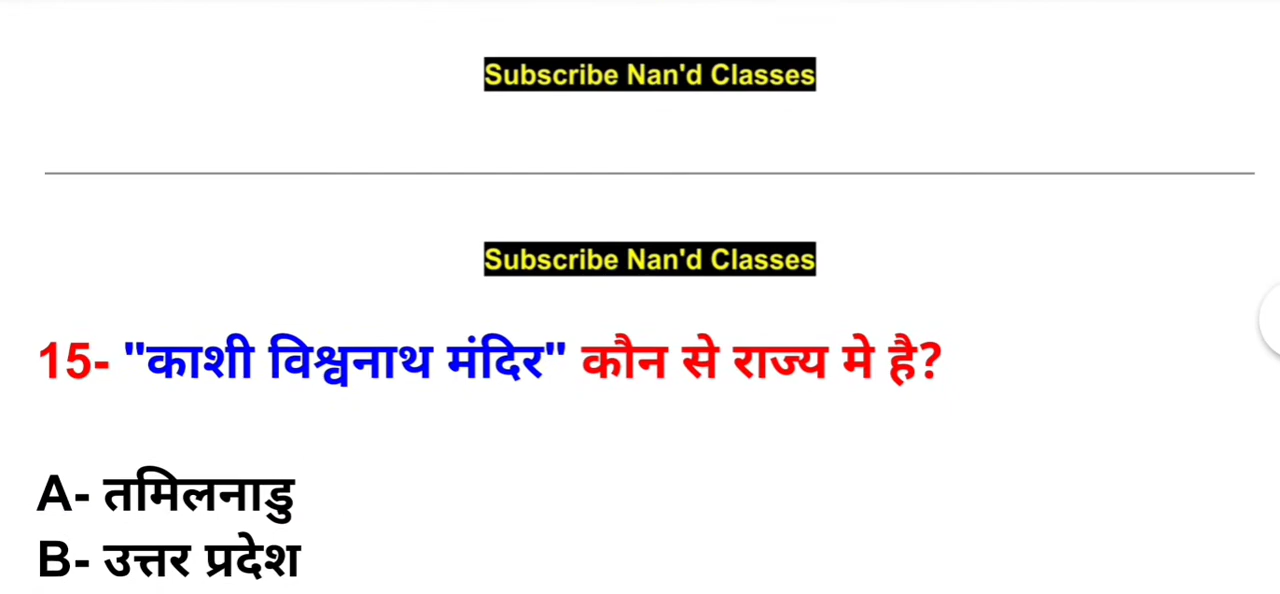 Subscribe Nan'd Classes
Subscribe Nan'd Classes
15- "काशी विश्वनाथ मंदिर" कौन से राज्य मे है?
A- तमिलनाडु
B- उत्तर प्रदेश